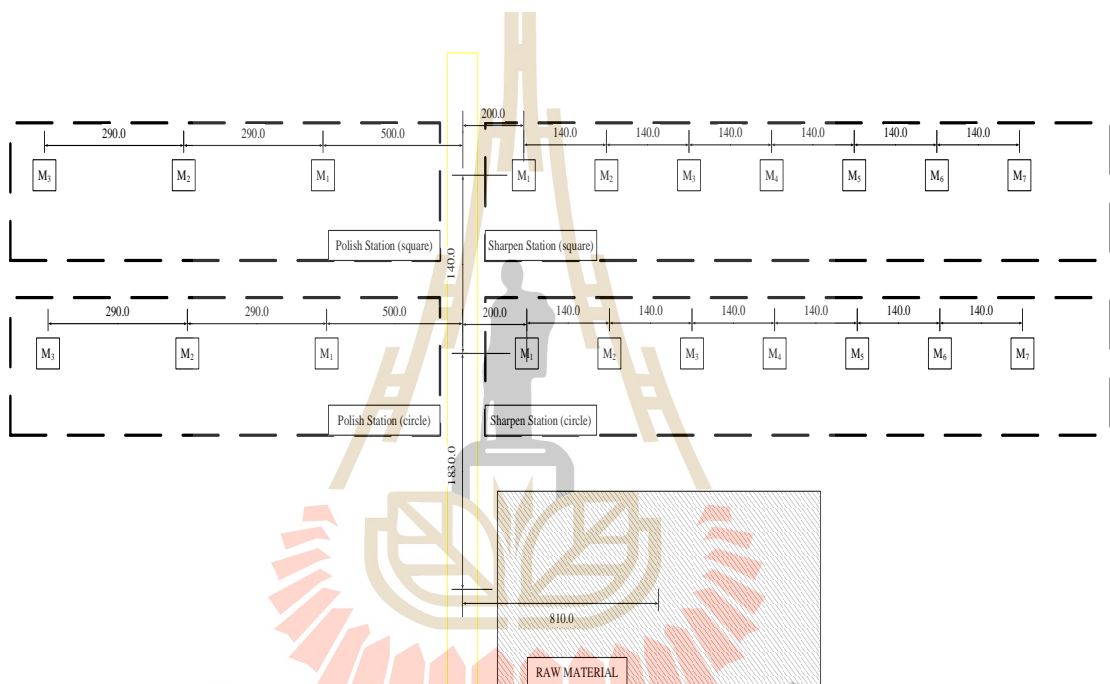 200.0
290.0 290.0 500.0 140.0 140.0 140.0 140.0 140.0 140.0
M₃ M₂ M₁ M₁ M₂ M₃ M₄ M₅ M₆ M₇
Polish Station (square) Sharpen Station (square)
140.0
290.0 290.0 500.0 200.0 140.0 140.0 140.0 140.0 140.0 140.0
M₃ M₂ M₁ M₁ M₂ M₃ M₄ M₅ M₆ M₇
Polish Station (circle) Sharpen Station (circle)
1830.0
810.0
RAW MATERIAL